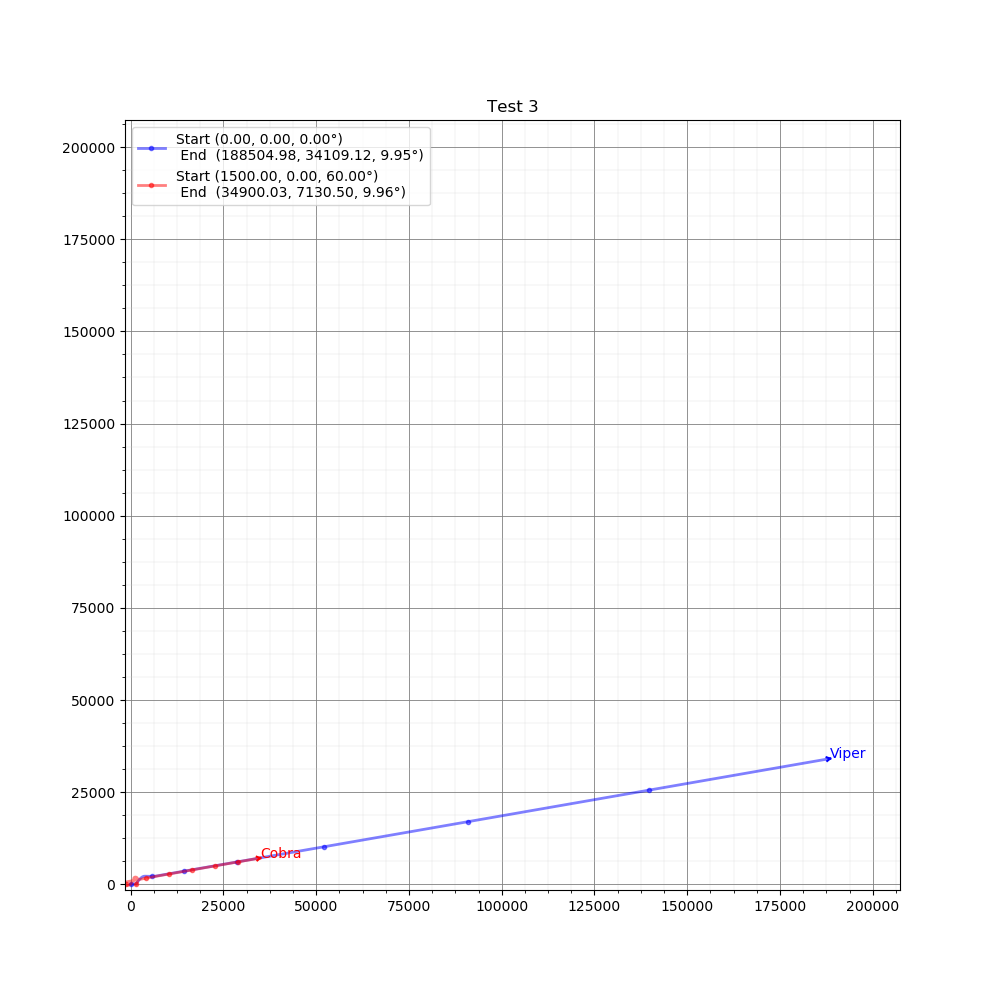 Test 3
Start (0.00, 0.00, 0.00°)
End (188504.98, 34109.12, 9.95°)
Start (1500.00, 0.00, 60.00°)
End (34900.03, 7130.50, 9.96°)
200000
175000
150000
125000
100000
75000
50000
25000
0
Viper
Cobra
0 25000 50000 75000 100000 125000 150000 175000 200000